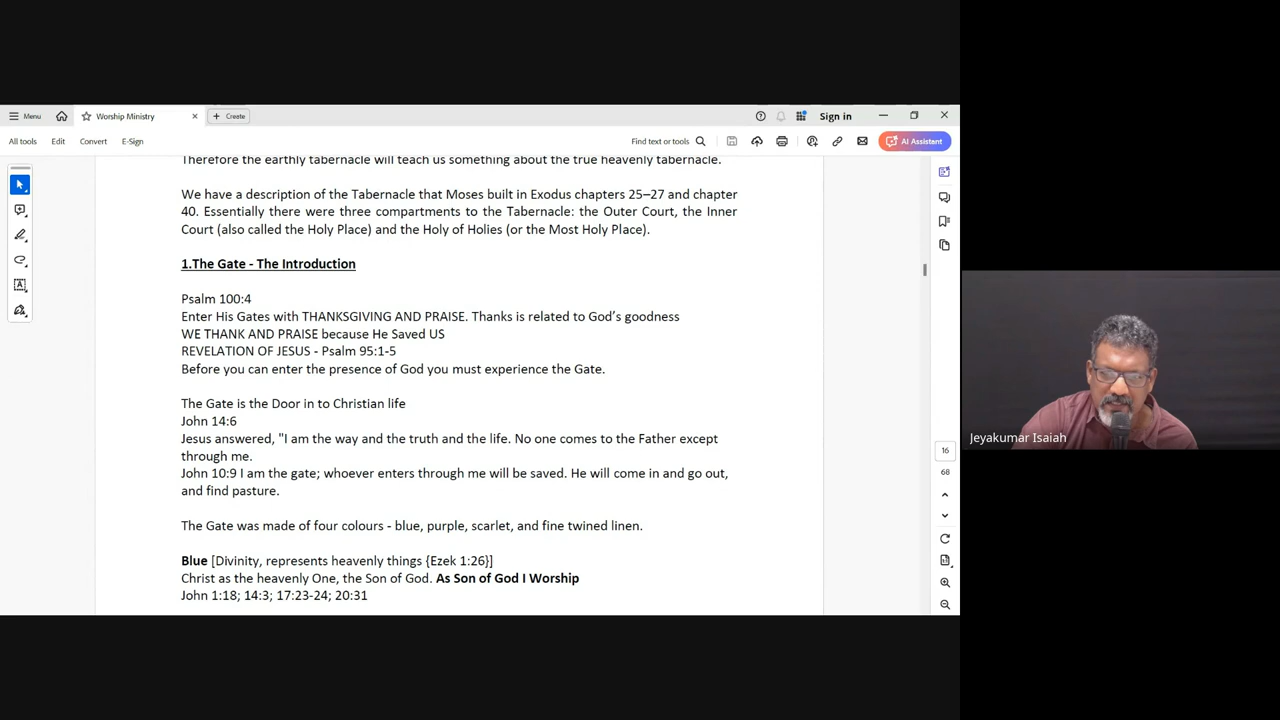 Menu
Worship Ministry
Create
Sign in
All tools
Edit
Convert
E-Sign
Find text or tools
AI Assistant
Therefore the earthly tabernacle will teach us something about the true heavenly tabernacle.
We have a description of the Tabernacle that Moses built in Exodus chapters 25–27 and chapter
40. Essentially there were three compartments to the Tabernacle: the Outer Court, the Inner
Court (also called the Holy Place) and the Holy of Holies (or the Most Holy Place).
1.The Gate - The Introduction
Psalm 100:4
Enter His Gates with THANKSGIVING AND PRAISE. Thanks is related to God’s goodness
WE THANK AND PRAISE because He Saved US
REVELATION OF JESUS - Psalm 95:1-5
Before you can enter the presence of God you must experience the Gate.
The Gate is the Door in to Christian life
John 14:6
Jesus answered, "I am the way and the truth and the life. No one comes to the Father except
through me.
John 10:9 I am the gate; whoever enters through me will be saved. He will come in and go out,
and find pasture.
The Gate was made of four colours - blue, purple, scarlet, and fine twined linen.
Blue [Divinity, represents heavenly things {Ezek 1:26}]
Christ as the heavenly One, the Son of God. As Son of God I Worship
John 1:18; 14:3; 17:23-24; 20:31
16
68
Jeyakumar Isaiah